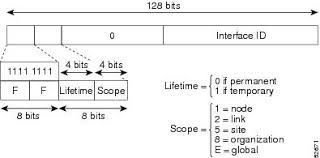 128 bits
0 Interface ID
1111 1111 4 bits 4 bits
F F Lifetime Scope
8 bits 8 bits
Lifetime = 0 if permanent
1 if temporary
Scope = 1 = node
2 = link
5 = site
8 = organization
E = global
52671